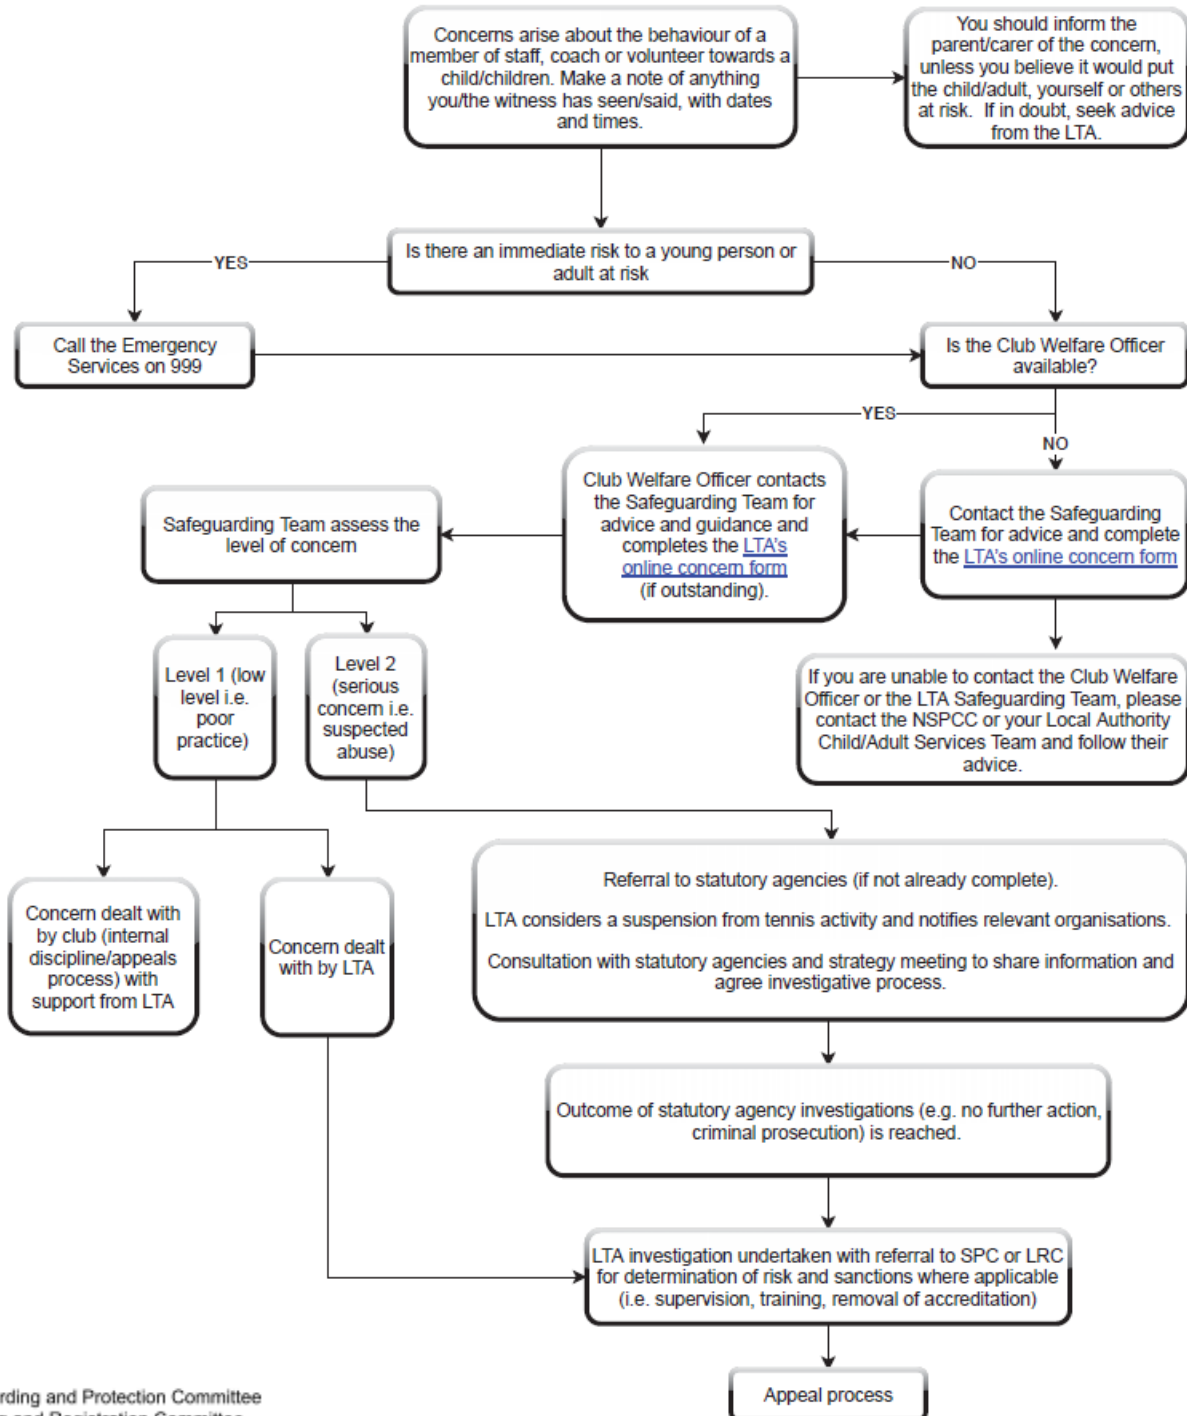 Concerns arise about the behaviour of a
member of staff, coach or volunteer towards a
child/children. Make a note of anything
you/the witness has seen/said, with dates
and times.
You should inform the
parent/carer of the concern,
unless you believe it would put
the child/adult, yourself or others
at risk. If in doubt, seek advice
from the LTA.
Is there an immediate risk to a young person or
adult at risk
YES
NO
Call the Emergency
Services on 999
Is the Club Welfare Officer
available?
YES
NO
Club Welfare Officer contacts
the Safeguarding Team for
advice and guidance and
completes the LTA's
online concern form
(if outstanding).
Contact the Safeguarding
Team for advice and complete
the LTA's online concern form
Safeguarding Team assess the
level of concern
Level 1 (low
level i.e.
poor
practice)
Level 2
(serious
concern i.e.
suspected
abuse)
If you are unable to contact the Club Welfare
Officer or the LTA Safeguarding Team, please
contact the NSPCC or your Local Authority
Child/Adult Services Team and follow their
advice.
Concern dealt with
by club (internal
discipline/appeals
process) with
support from LTA
Concern dealt
with by LTA
Referral to statutory agencies (if not already complete).
LTA considers a suspension from tennis activity and notifies relevant organisations.
Consultation with statutory agencies and strategy meeting to share information and
agree investigative process.
Outcome of statutory agency investigations (e.g. no further action,
criminal prosecution) is reached.
LTA investigation undertaken with referral to SPC or LRC
for determination of risk and sanctions where applicable
(i.e. supervision, training, removal of accreditation)
Appeal process
rding and Protection Committee
and Registration Committee